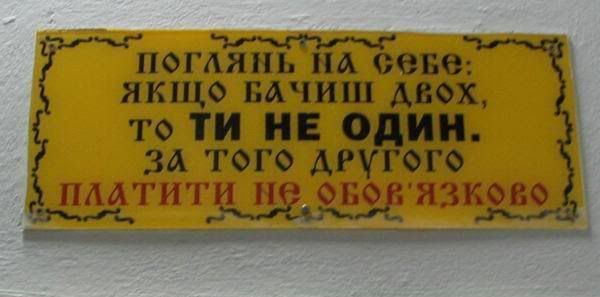 ПОГЛЯНЬ НА СЕБЕ:
ЯКЩО БАЧИШ ДВОХ,
ТО ТИ НЕ ОДИН.
ЗА ТОГО ДРУГОГО
ПЛАТИТИ НЕ ОБОВ'ЯЗКОВО